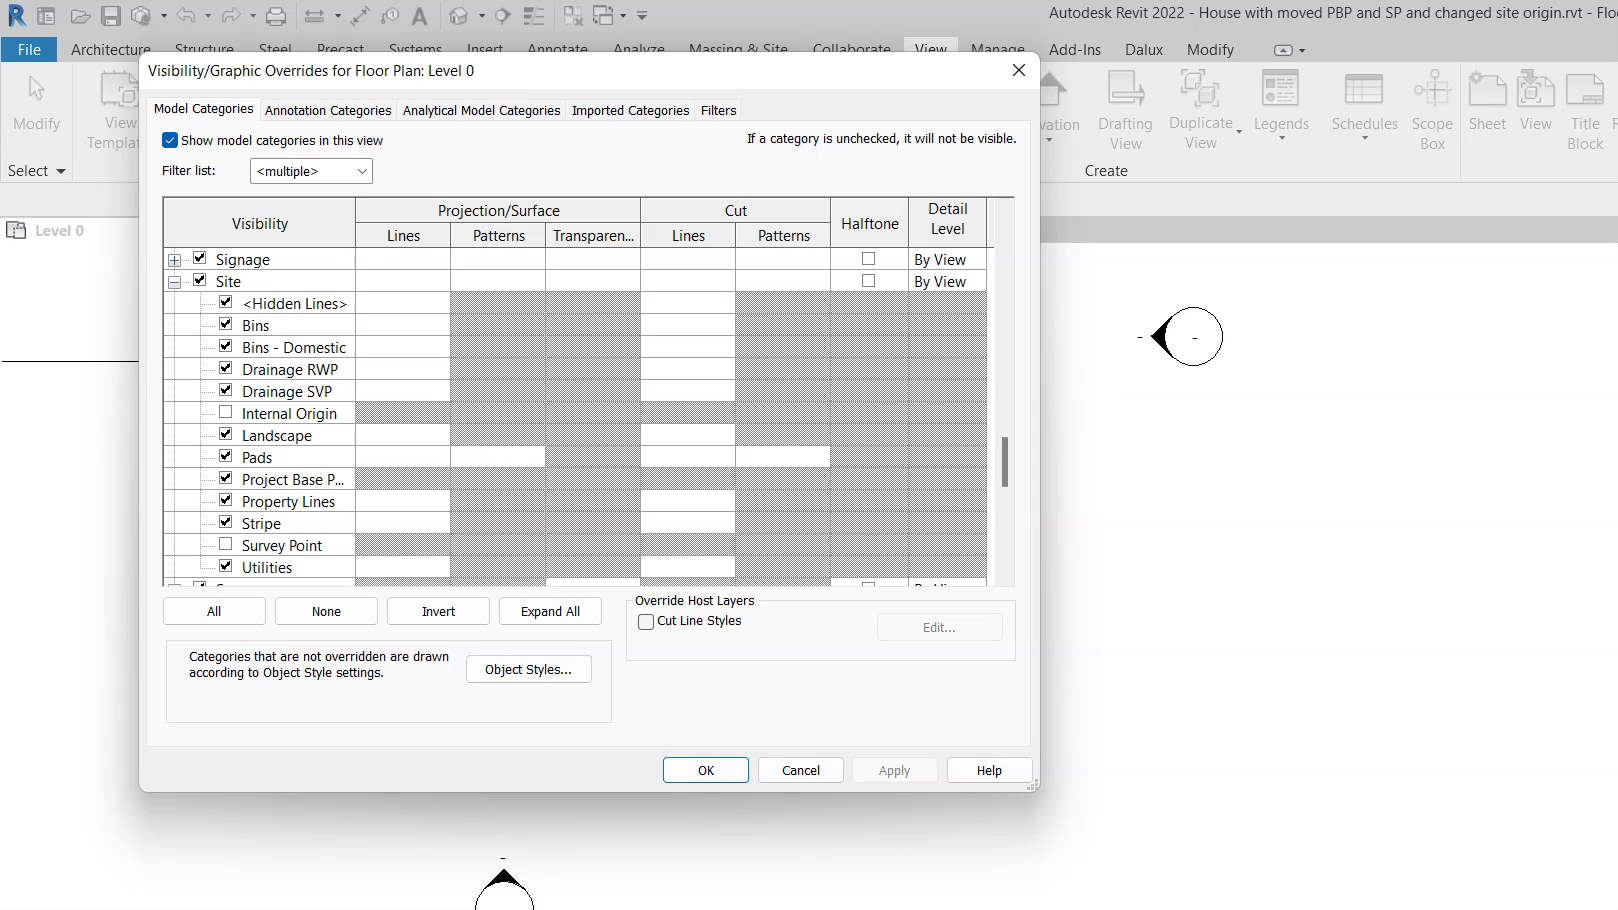 Autodesk Revit 2022 - House with moved PBP and SP and changed site origin.rvt - Flo
File
Architecture
Structure
Steel
Precast
Systems
Insert
Annotate
Analyze
Massing & Site
Collaborate
View
Manage
Add-Ins
Dalux
Modify
Modify
View
Templat
Select
vation
Drafting
View
Duplicate
View
Legends
Schedules
Scope
Box
Sheet
View
Title
Block
Create
Level 0
Visibility/Graphic Overrides for Floor Plan: Level 0
Model Categories
Annotation Categories
Analytical Model Categories
Imported Categories
Filters
Show model categories in this view
If a category is unchecked, it will not be visible.
Filter list:
<multiple>
Visibility
Projection/Surface
Cut
Halftone
Detail
Level
Lines
Patterns
Transparen...
Lines
Patterns
Signage
By View
Site
By View
<Hidden Lines>
Bins
Bins - Domestic
Drainage RWP
Drainage SVP
Internal Origin
Landscape
Pads
Project Base P...
Property Lines
Stripe
Survey Point
Utilities
All
None
Invert
Expand All
Override Host Layers
Cut Line Styles
Edit...
Categories that are not overridden are drawn
according to Object Style settings.
Object Styles...
OK
Cancel
Apply
Help